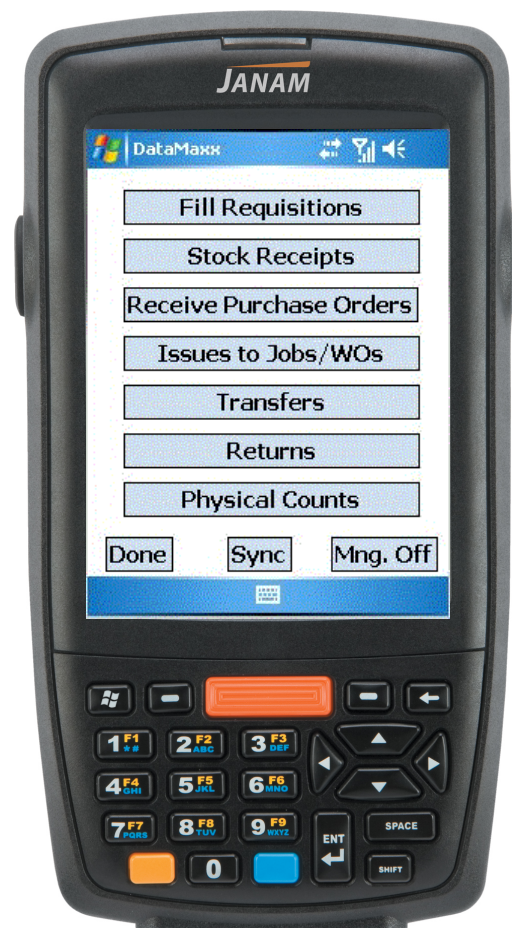 JANAM
DataMaxx
Fill Requisitions
Stock Receipts
Receive Purchase Orders
Issues to Jobs/WOs
Transfers
Returns
Physical Counts
Done Sync Mng. Off
1 F1 *# 2 F2 ABC 3 F3 DEF
4 F4 GHI 5 F5 JKL 6 F6 MNO
7 F7 PQRS 8 F8 TUV 9 F9 WXYZ ENT SPACE
0 SHIFT